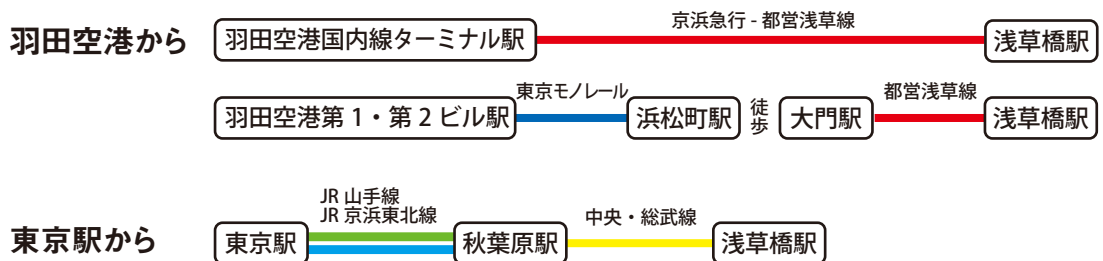 京浜急行 - 都営浅草線
羽田空港から 羽田空港国内線ターミナル駅 浅草橋駅
東京モノレール 都営浅草線
羽田空港第 1・第 2 ビル駅 浜松町駅 徒歩 大門駅 浅草橋駅
JR 山手線
JR 京浜東北線
中央・総武線
東京駅から 東京駅 秋葉原駅 浅草橋駅